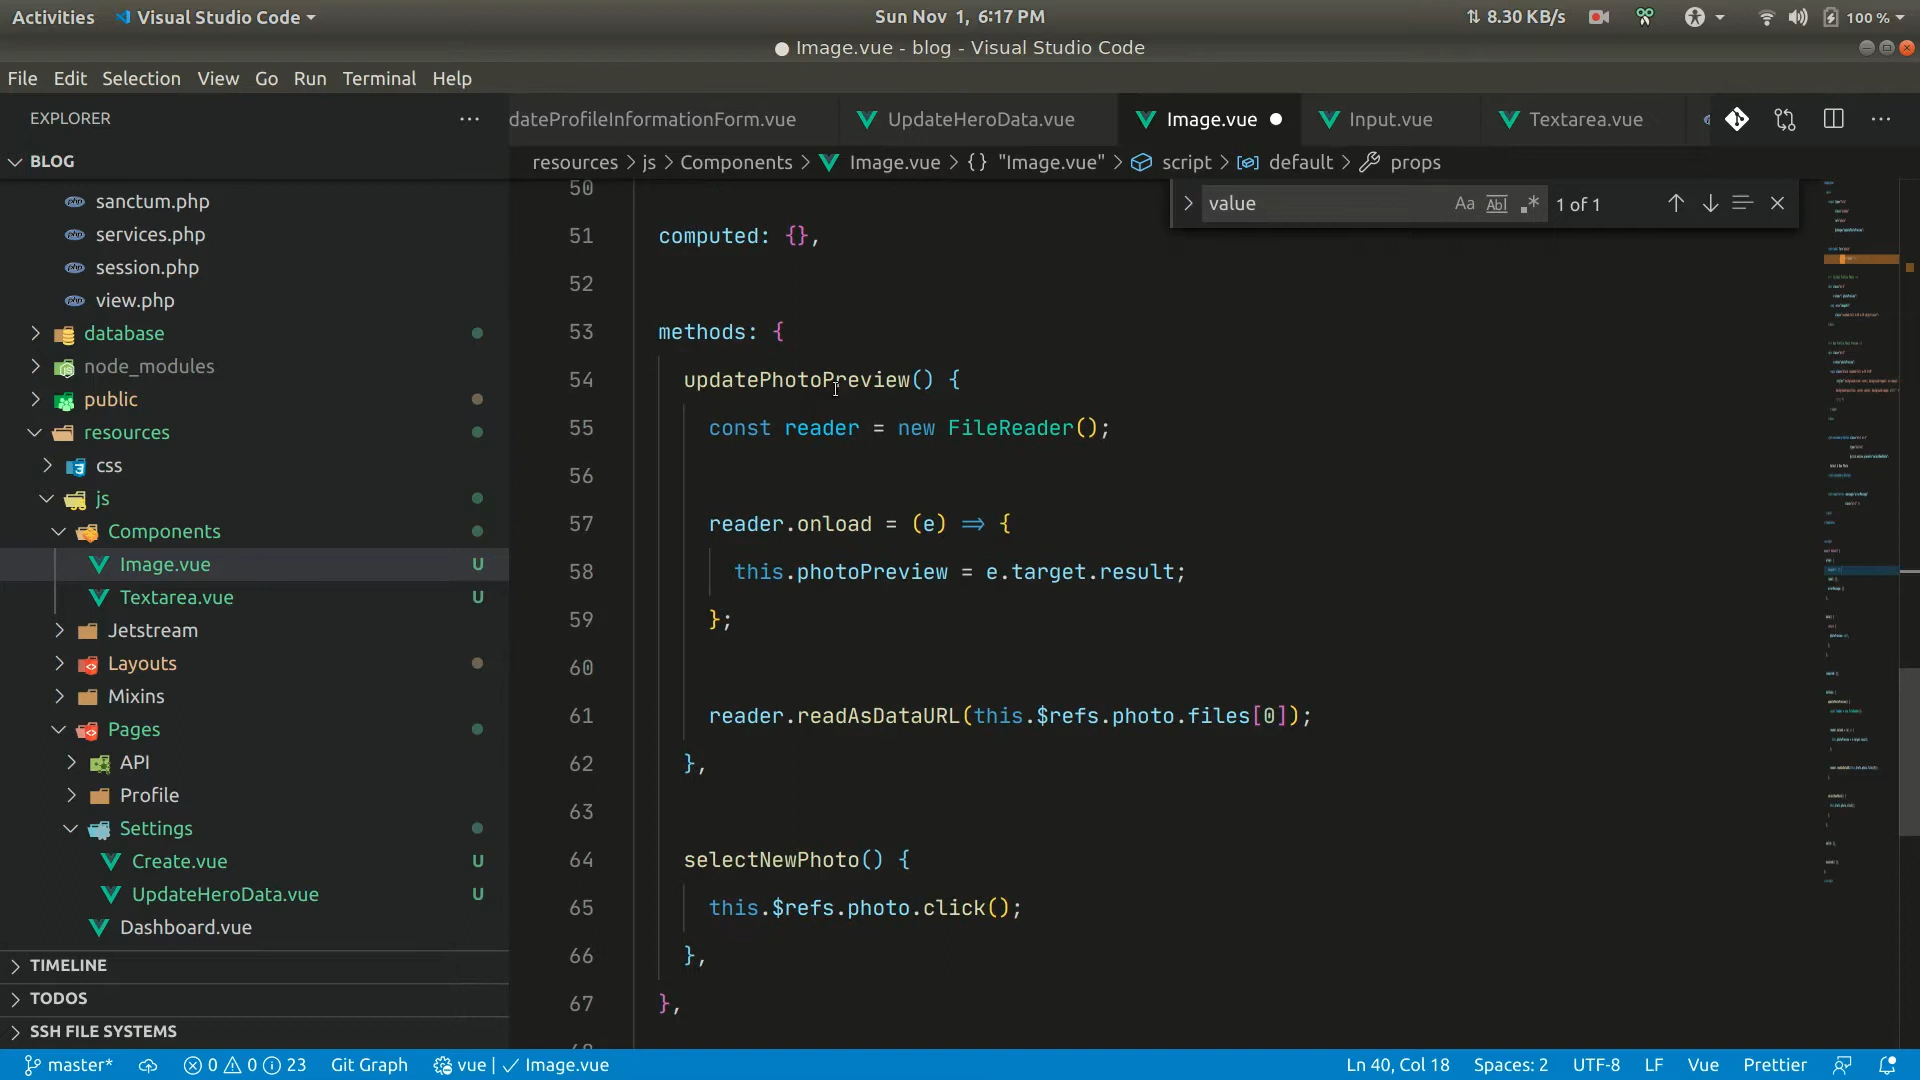 Activities Visual Studio Code Sun Nov 1, 6:17 PM 8.30 KB/s 100 %
Image.vue - blog - Visual Studio Code
File Edit Selection View Go Run Terminal Help
EXPLORER
dateProfileInformationForm.vue UpdateHeroData.vue Image.vue Input.vue Textarea.vue
BLOG
resources > js > Components > Image.vue > {} "Image.vue" > script > default > props
value Aa Abl .* 1 of 1
sanctum.php
services.php
session.php
view.php
database
node_modules
public
resources
css
js
Components
Image.vue U
Textarea.vue U
Jetstream
Layouts
Mixins
Pages
API
Profile
Settings
Create.vue U
UpdateHeroData.vue U
Dashboard.vue
TIMELINE
TODOS
SSH FILE SYSTEMS
50
51 computed: {},
52
53 methods: {
54 updatePhotoPreview() {
55 const reader = new FileReader();
56
57 reader.onload = (e) => {
58 this.photoPreview = e.target.result;
59 };
60
61 reader.readAsDataURL(this.$refs.photo.files[0]);
62 },
63
64 selectNewPhoto() {
65 this.$refs.photo.click();
66 },
67 },
master* 0 0 23 Git Graph vue | Image.vue Ln 40, Col 18 Spaces: 2 UTF-8 LF Vue Prettier